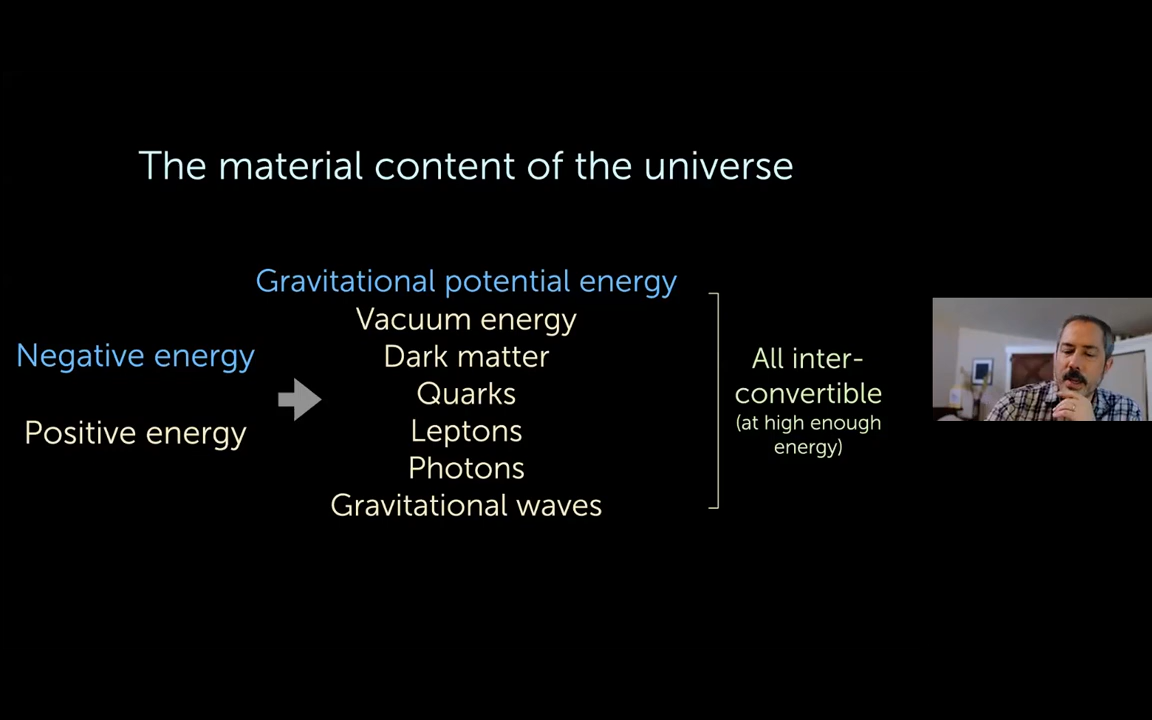 The material content of the universe
Negative energy
Positive energy
Gravitational potential energy
Vacuum energy
Dark matter
Quarks
Leptons
Photons
Gravitational waves
All inter-
convertible
(at high enough
energy)